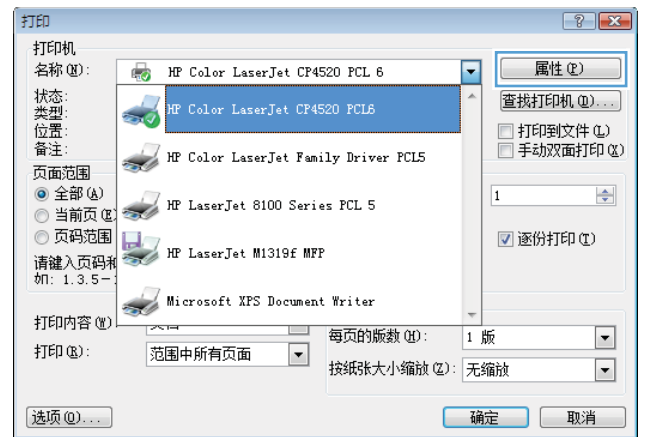 打印
打印机
名称(N): HP Color LaserJet CP4520 PCL 6 属性(P)
状态: HP Color LaserJet CP4520 PCL6 查找打印机(D)...
类型:
位置: 打印到文件(L)
备注: HP Color LaserJet Family Driver PCL5 手动双面打印(X)
页面范围
全部(A) HP LaserJet 8100 Series PCL 5 1
当前页(E)
页码范围 HP LaserJet M1319f MFP 逐份打印(T)
请键入页码和
如: 1.3.5-
Microsoft XPS Document Writer
打印内容(W):
每页的版数(H): 1 版
打印(R): 范围中所有页面
按纸张大小缩放(Z): 无缩放
选项(O)... 确定 取消